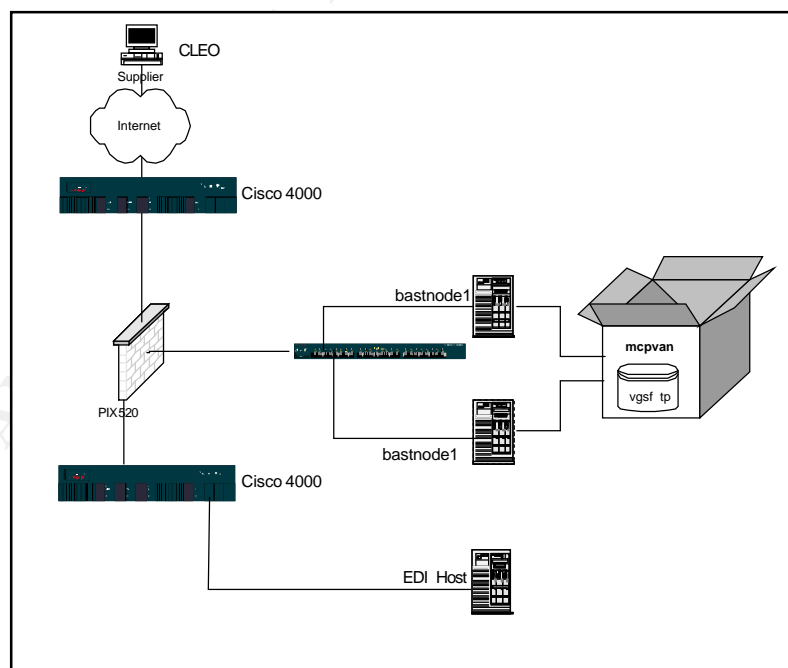 CLEO
Supplier
Internet
Cisco 4000
bastnode1
mcpvan
vgsf tp
PIX520
bastnode1
Cisco 4000
EDI Host